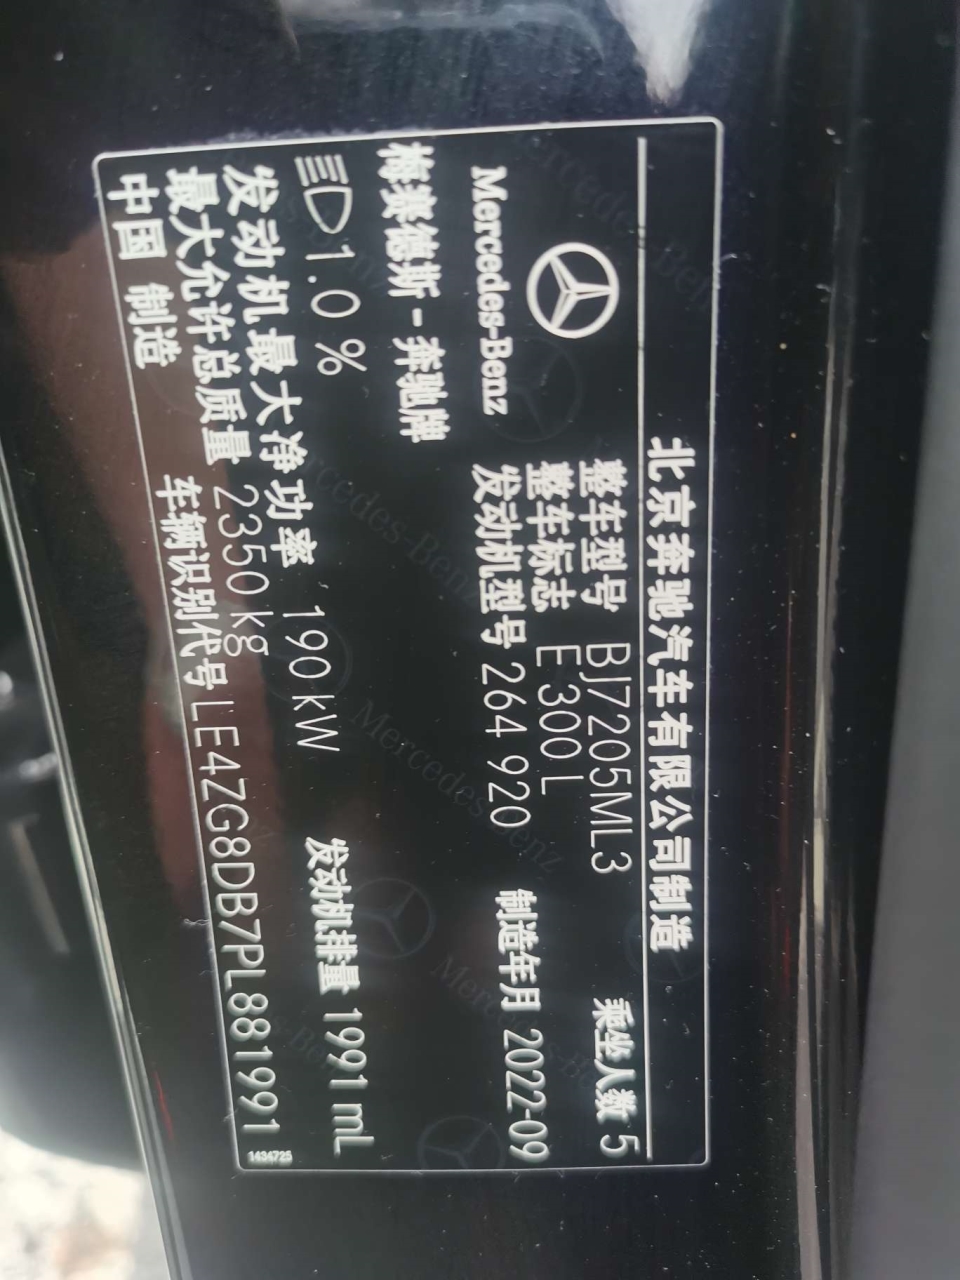 北京奔驰汽车有限公司制造
Mercedes-Benz
整车型号 BJ7205ML3 乘坐人数 5
整车标志 E 300 L
发动机型号 264 920 制造年月 2022-09
梅赛德斯-奔驰牌
1.0 %
发动机最大净功率 190 kW 发动机排量 1991 mL
最大允许总质量 2350 kg
中国 制造 车辆识别代号 LE4ZG8DB7PL881991
1434725